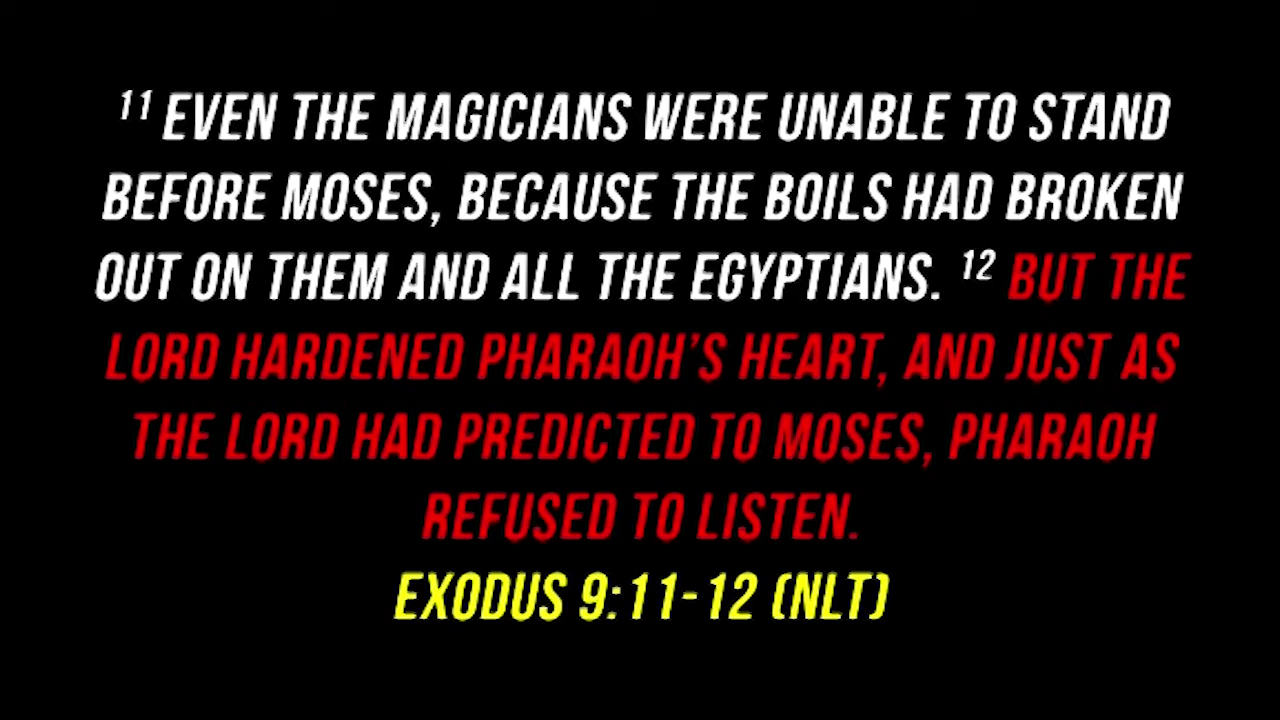 ¹¹ EVEN THE MAGICIANS WERE UNABLE TO STAND
BEFORE MOSES, BECAUSE THE BOILS HAD BROKEN
OUT ON THEM AND ALL THE EGYPTIANS. ¹² BUT THE
LORD HARDENED PHARAOH’S HEART, AND JUST AS
THE LORD HAD PREDICTED TO MOSES, PHARAOH
REFUSED TO LISTEN.
EXODUS 9:11-12 (NLT)